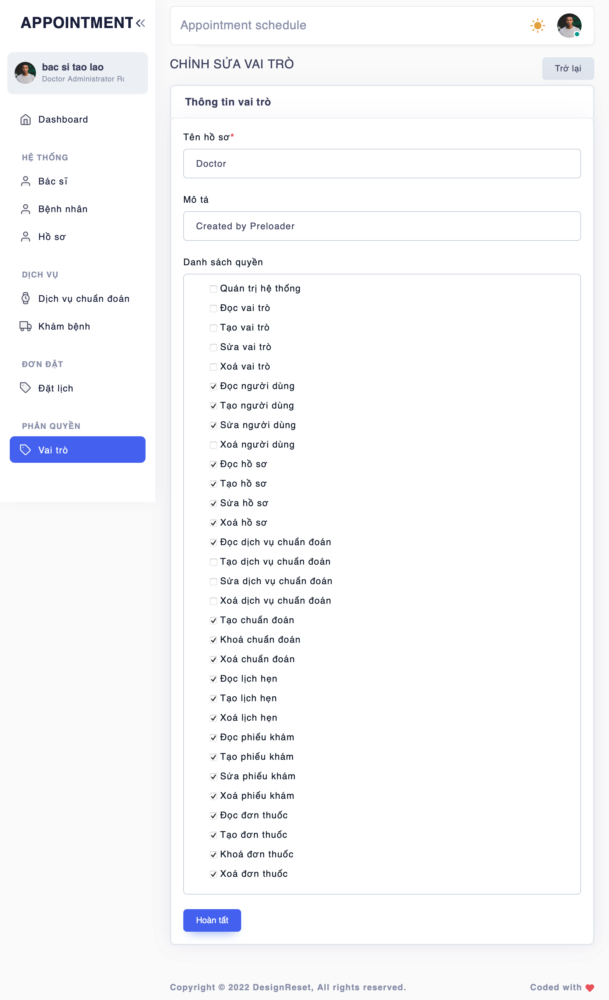 APPOINTMENT
bac si tao lao
Doctor Administrator
Dashboard
HỆ THỐNG
Bác sĩ
Bệnh nhân
Hồ sơ
DỊCH VỤ
Dịch vụ chuẩn đoán
Khám bệnh
ĐƠN ĐẶT
Đặt lịch
PHÂN QUYỀN
Vai trò
Appointment schedule
CHỈNH SỬA VAI TRÒ
Trở lại
Thông tin vai trò
Tên hồ sơ*
Doctor
Mô tả
Created by Preloader
Danh sách quyền
Quản trị hệ thống
Đọc vai trò
Tạo vai trò
Sửa vai trò
Xoá vai trò
Đọc người dùng
Tạo người dùng
Sửa người dùng
Xoá người dùng
Đọc hồ sơ
Tạo hồ sơ
Sửa hồ sơ
Xoá hồ sơ
Đọc dịch vụ chuẩn đoán
Tạo dịch vụ chuẩn đoán
Sửa dịch vụ chuẩn đoán
Xoá dịch vụ chuẩn đoán
Tạo chuẩn đoán
Khoá chuẩn đoán
Xoá chuẩn đoán
Đọc lịch hẹn
Tạo lịch hẹn
Xoá lịch hẹn
Đọc phiếu khám
Tạo phiếu khám
Sửa phiếu khám
Xoá phiếu khám
Đọc đơn thuốc
Tạo đơn thuốc
Khoá đơn thuốc
Xoá đơn thuốc
Hoàn tất
Copyright © 2022 DesignReset, All rights reserved.
Coded with